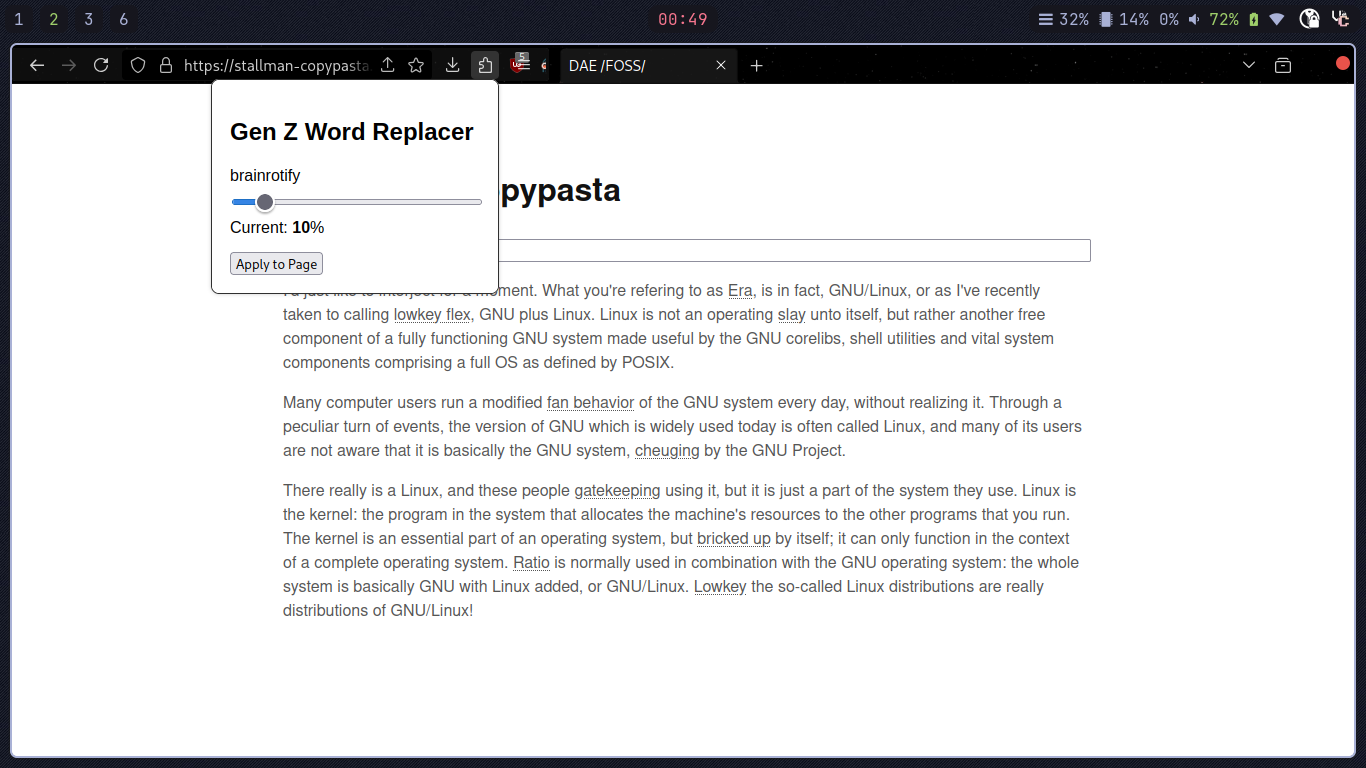 1 2 3 6 00:49 32% 14% 0% 72%
https://stallman-copypasta 5 DAE /FOSS/
Gen Z Word Replacer
brainrotify
Current: 10%
Apply to Page
pypasta
I'd just like to interject for a moment. What you're refering to as Era, is in fact, GNU/Linux, or as I've recently
taken to calling lowkey flex, GNU plus Linux. Linux is not an operating slay unto itself, but rather another free
component of a fully functioning GNU system made useful by the GNU corelibs, shell utilities and vital system
components comprising a full OS as defined by POSIX.
Many computer users run a modified fan behavior of the GNU system every day, without realizing it. Through a
peculiar turn of events, the version of GNU which is widely used today is often called Linux, and many of its users
are not aware that it is basically the GNU system, cheuging by the GNU Project.
There really is a Linux, and these people gatekeeping using it, but it is just a part of the system they use. Linux is
the kernel: the program in the system that allocates the machine's resources to the other programs that you run.
The kernel is an essential part of an operating system, but bricked up by itself; it can only function in the context
of a complete operating system. Ratio is normally used in combination with the GNU operating system: the whole
system is basically GNU with Linux added, or GNU/Linux. Lowkey the so-called Linux distributions are really
distributions of GNU/Linux!